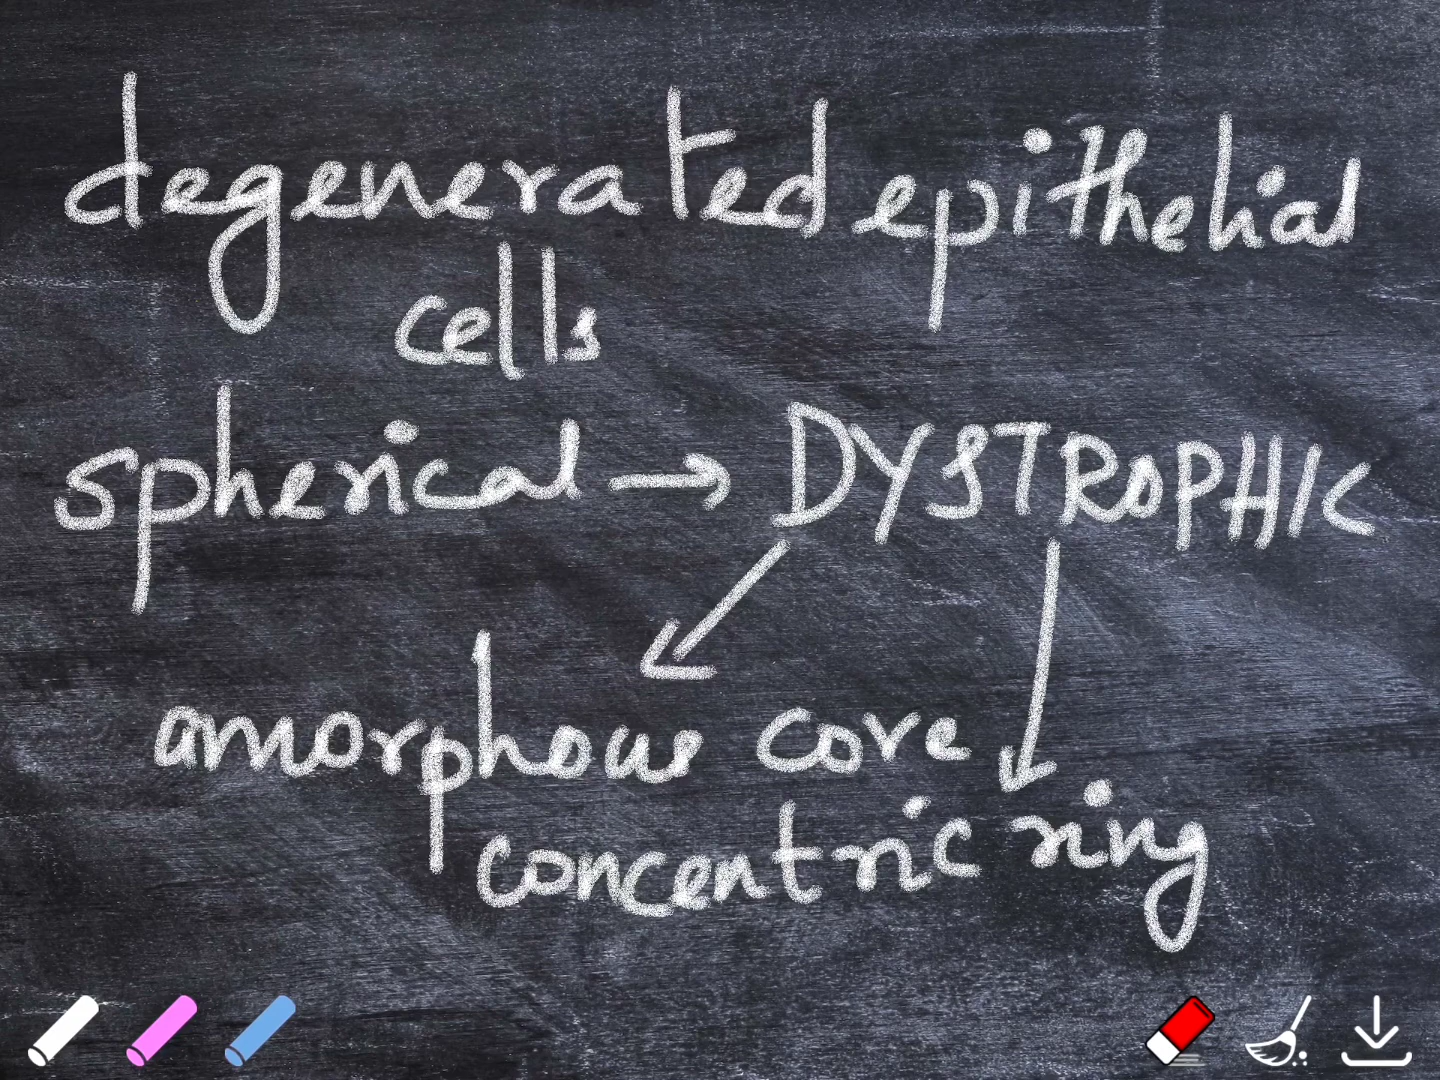 degenerated epithelial
cells
spherical → DYSTROPHIC
amorphous core
concentric ring